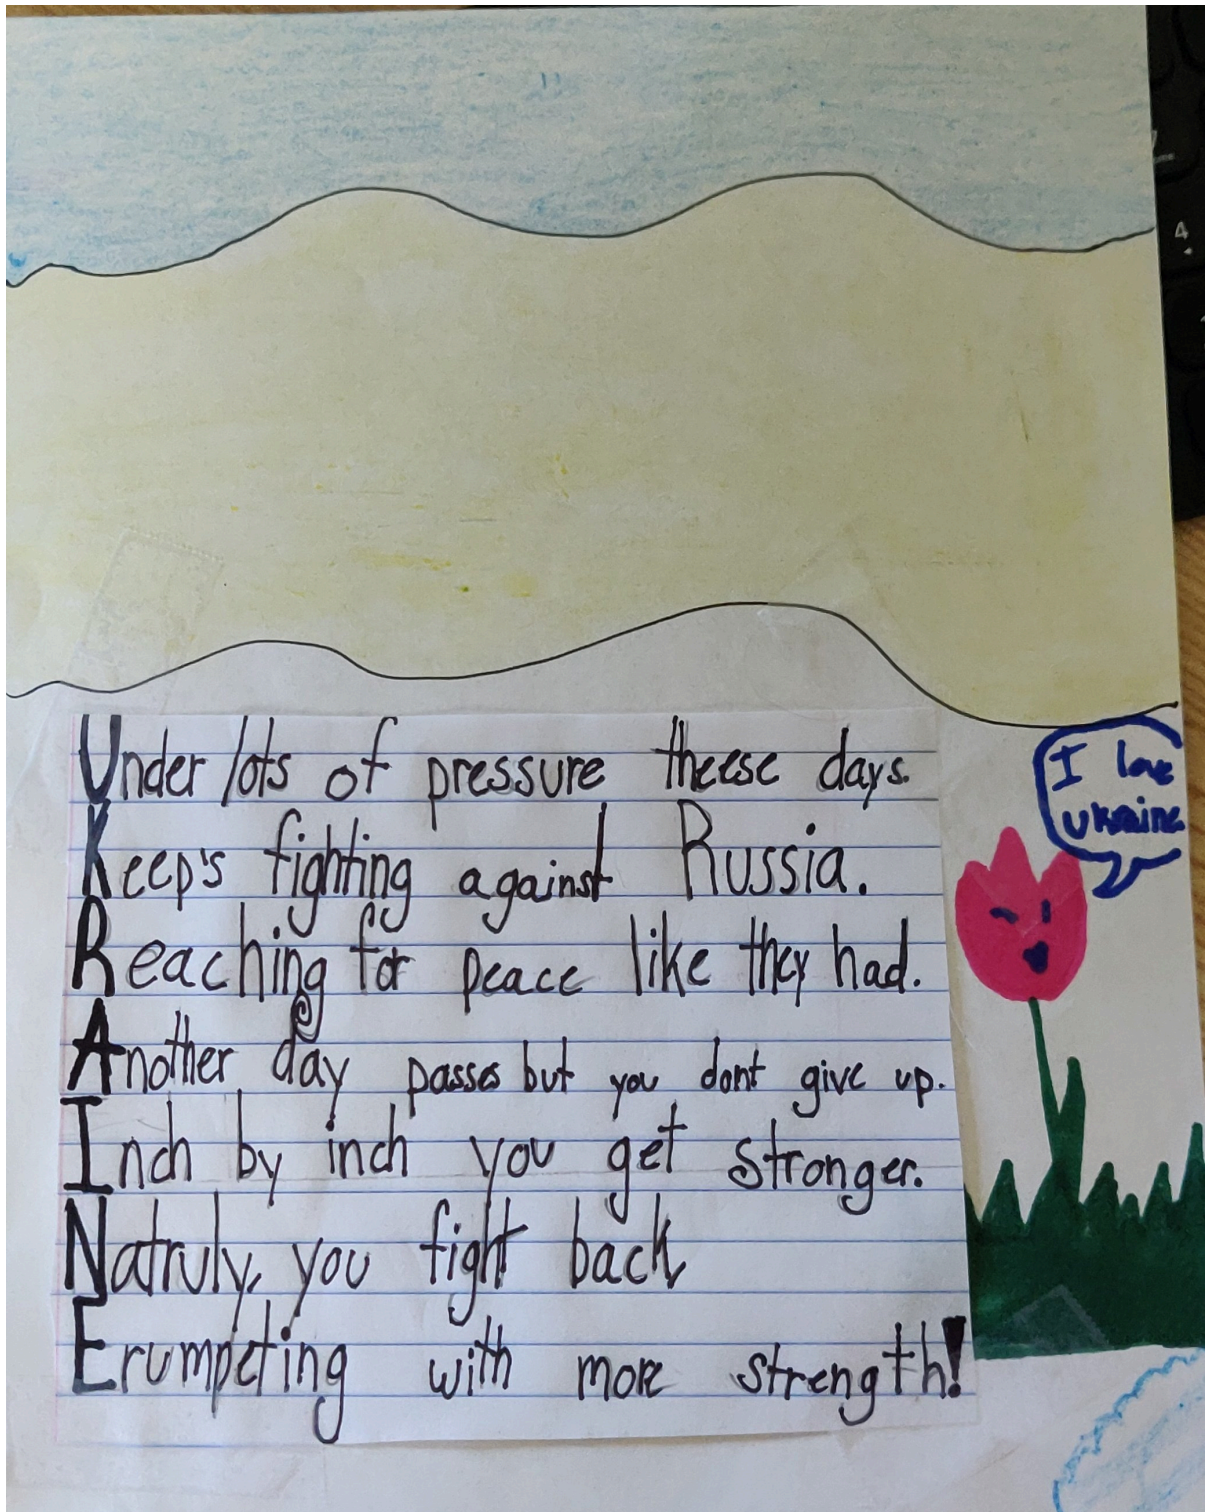 Under lots of pressure theese days.
Keep's fighting against Russia.
Reaching for peace like they had.
Another day passes but you dont give up.
Inch by inch you get stronger.
Natruly, you fight back
Erumpeting with more strength!
I love
ukraine
4